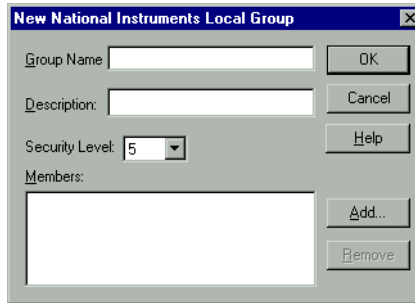 New National Instruments Local Group
Group Name
OK
Description:
Cancel
Security Level: 5
Help
Members:
Add...
Remove